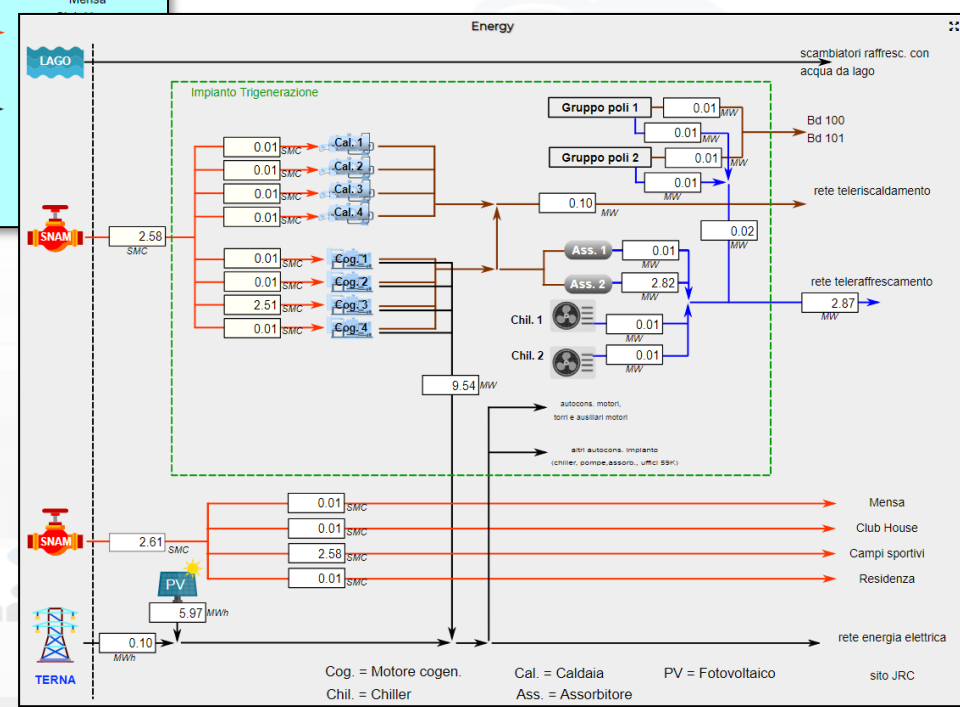 Mensa
Energy
LAGO
scambiatori raffresc. con
acqua da lago
Impianto Trigenerazione
Gruppo poli 1
0.01 MW
0.01 MW
Bd 100
Bd 101
Gruppo poli 2
0.01 MW
0.01 MW
0.01 SMC
Cal. 1
0.01 SMC
Cal. 2
0.01 SMC
Cal. 3
0.01 SMC
Cal. 4
rete teleriscaldamento
0.10 MW
SNAM
2.58
SMC
0.02
MW
0.01 SMC
Cog. 1
0.01 SMC
Cog. 2
2.51 SMC
Cog. 3
0.01 SMC
Cog. 4
Ass. 1
0.01
MW
Ass. 2
2.82
MW
rete teleraffrescamento
2.87
MW
Chil. 1
0.01
MW
Chil. 2
0.01
MW
9.54 MW
autocons. motori,
torri e ausiliari motori
altri autocons. impianto
(chiller, pompe,assorb., uffici 59K)
SNAM
2.61 SMC
0.01 SMC
Mensa
0.01 SMC
Club House
2.58 SMC
Campi sportivi
0.01 SMC
Residenza
PV
5.97 MWh
0.10
MWh
TERNA
rete energia elettrica
sito JRC
Cog. = Motore cogen.
Cal. = Caldaia
PV = Fotovoltaico
Chil. = Chiller
Ass. = Assorbitore